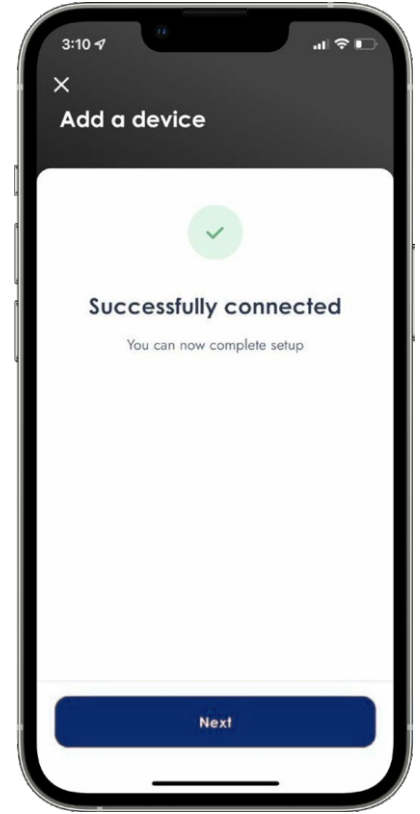 3:10
Add a device
Successfully connected
You can now complete setup
Next